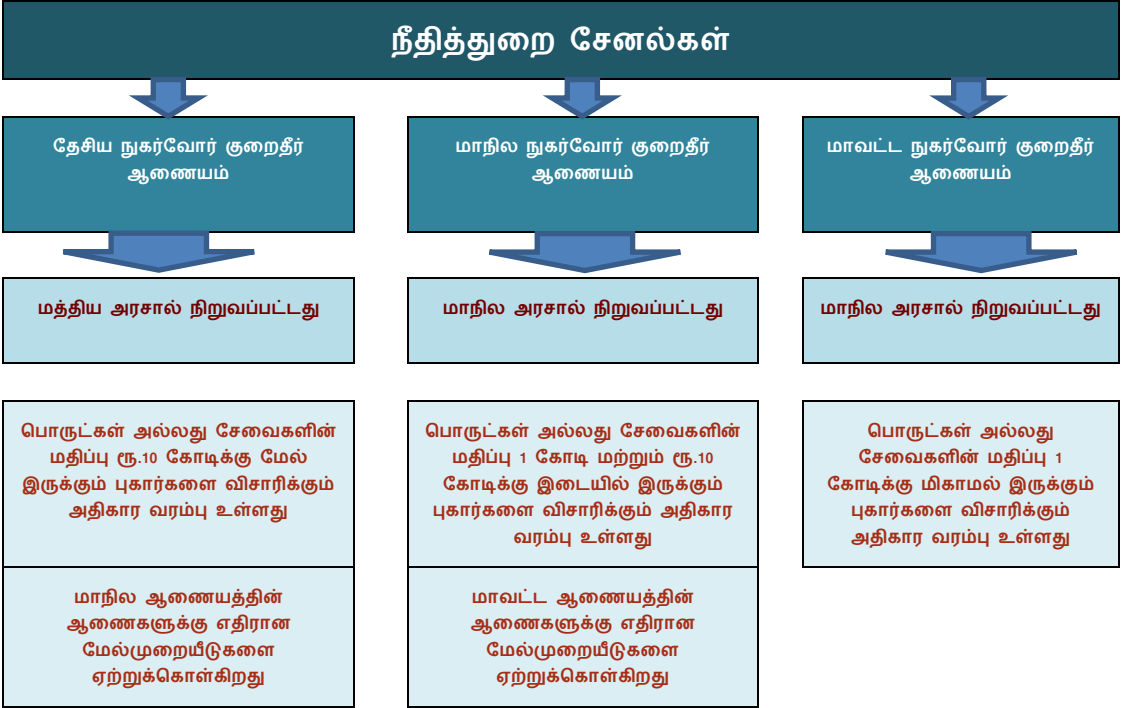 நீதித்துறை சேனல்கள்
தேசிய நுகர்வோர் குறைதீர்
ஆணையம்
மாநில நுகர்வோர் குறைதீர்
ஆணையம்
மாவட்ட நுகர்வோர் குறைதீர்
ஆணையம்
மத்திய அரசால் நிறுவப்பட்டது
மாநில அரசால் நிறுவப்பட்டது
மாநில அரசால் நிறுவப்பட்டது
பொருட்கள் அல்லது சேவைகளின்
மதிப்பு ரூ.10 கோடிக்கு மேல்
இருக்கும் புகார்களை விசாரிக்கும்
அதிகார வரம்பு உள்ளது
பொருட்கள் அல்லது சேவைகளின்
மதிப்பு 1 கோடி மற்றும் ரூ.10
கோடிக்கு இடையில் இருக்கும்
புகார்களை விசாரிக்கும் அதிகார
வரம்பு உள்ளது
பொருட்கள் அல்லது
சேவைகளின் மதிப்பு 1
கோடிக்கு மிகாமல் இருக்கும்
புகார்களை விசாரிக்கும்
அதிகார வரம்பு உள்ளது
மாநில ஆணையத்தின்
ஆணைகளுக்கு எதிரான
மேல்முறையீடுகளை
ஏற்றுக்கொள்கிறது
மாவட்ட ஆணையத்தின்
ஆணைகளுக்கு எதிரான
மேல்முறையீடுகளை
ஏற்றுக்கொள்கிறது